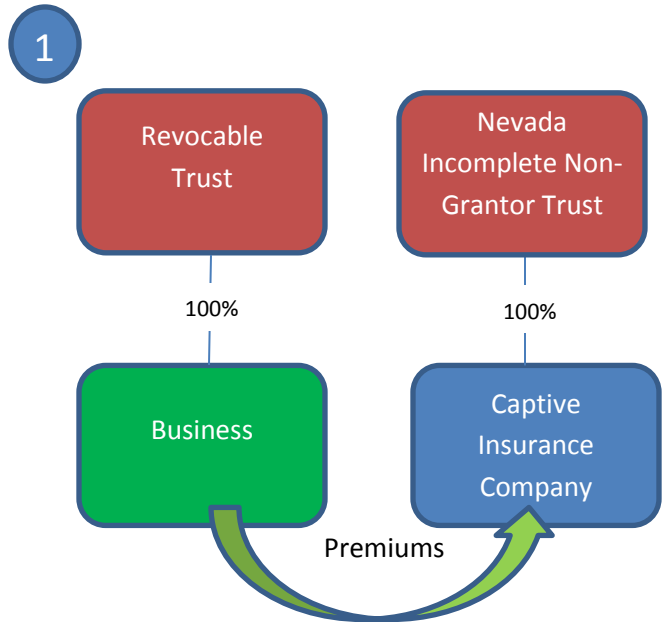 1
Revocable
Trust
Nevada
Incomplete Non-
Grantor Trust
100%
100%
Business
Captive
Insurance
Company
Premiums